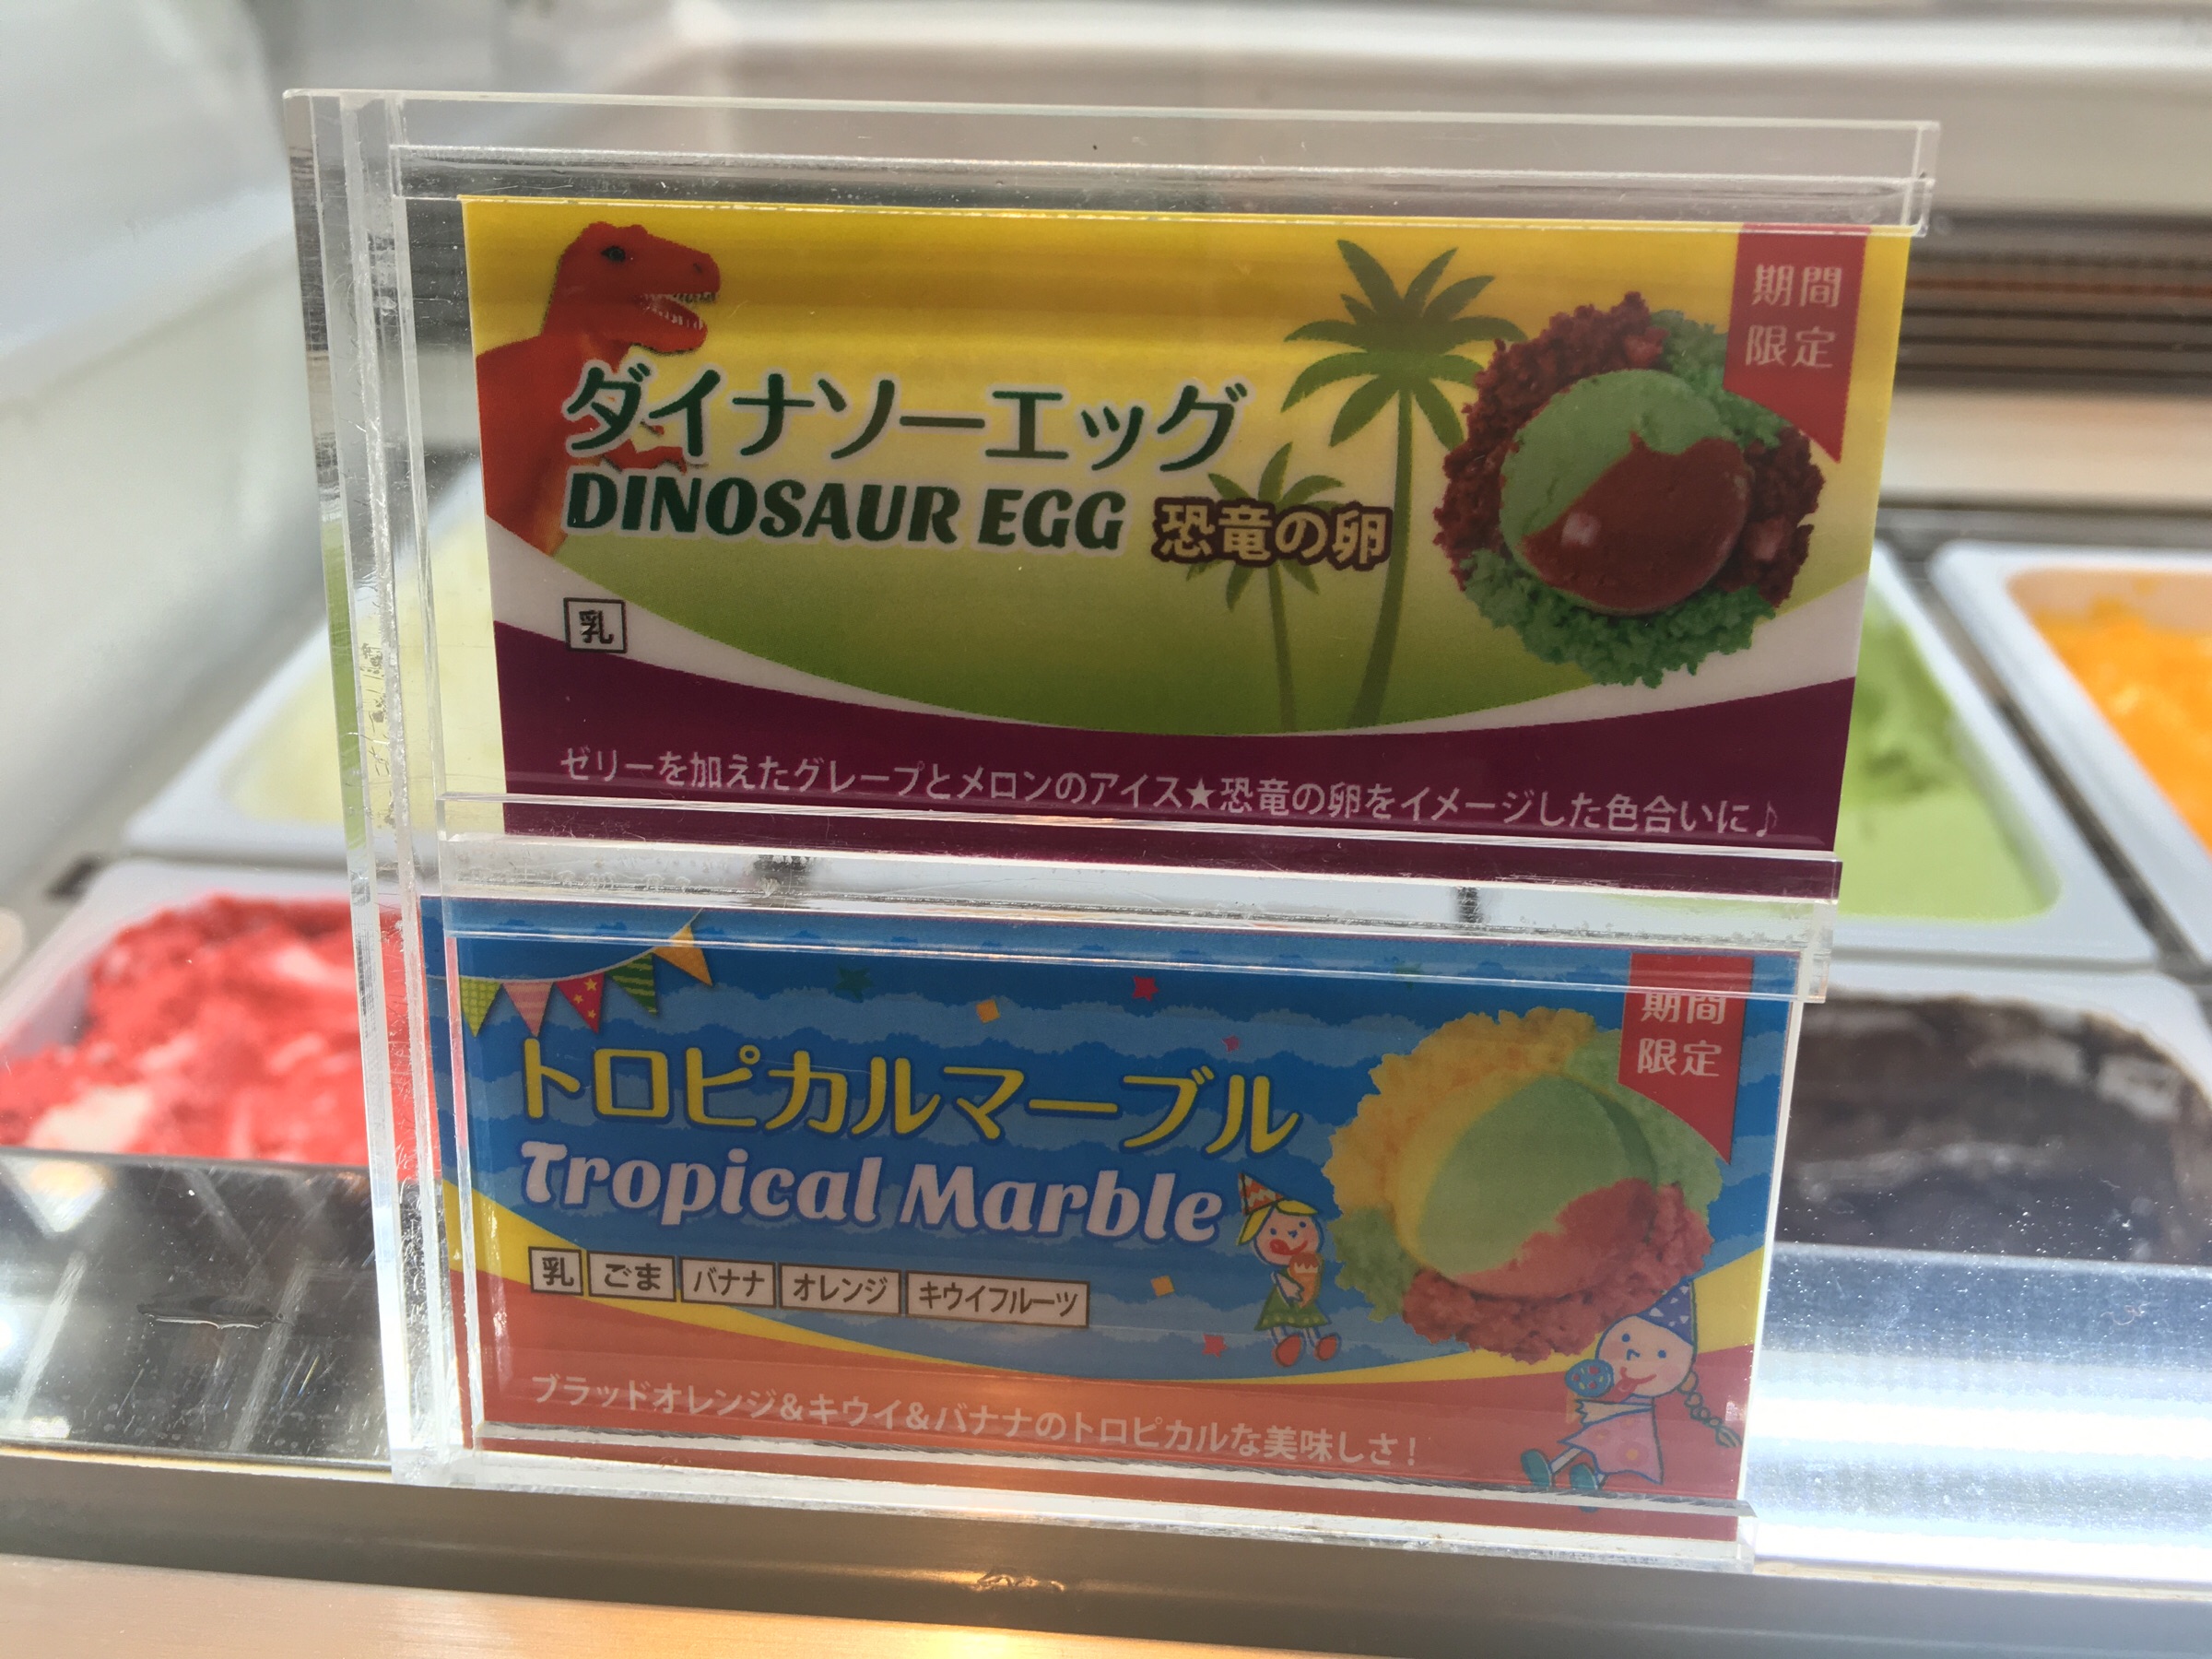 期間
限定
ダイナソーエッグ
DINOSAUR EGG 恐竜の卵
乳
ゼリーを加えたグレープとメロンのアイス★恐竜の卵をイメージした色合いに♪
期間
限定
トロピカルマーブル
Tropical Marble
乳 ごま バナナ オレンジ キウイフルーツ
ブラッドオレンジ&キウイ&バナナのトロピカルな美味しさ!